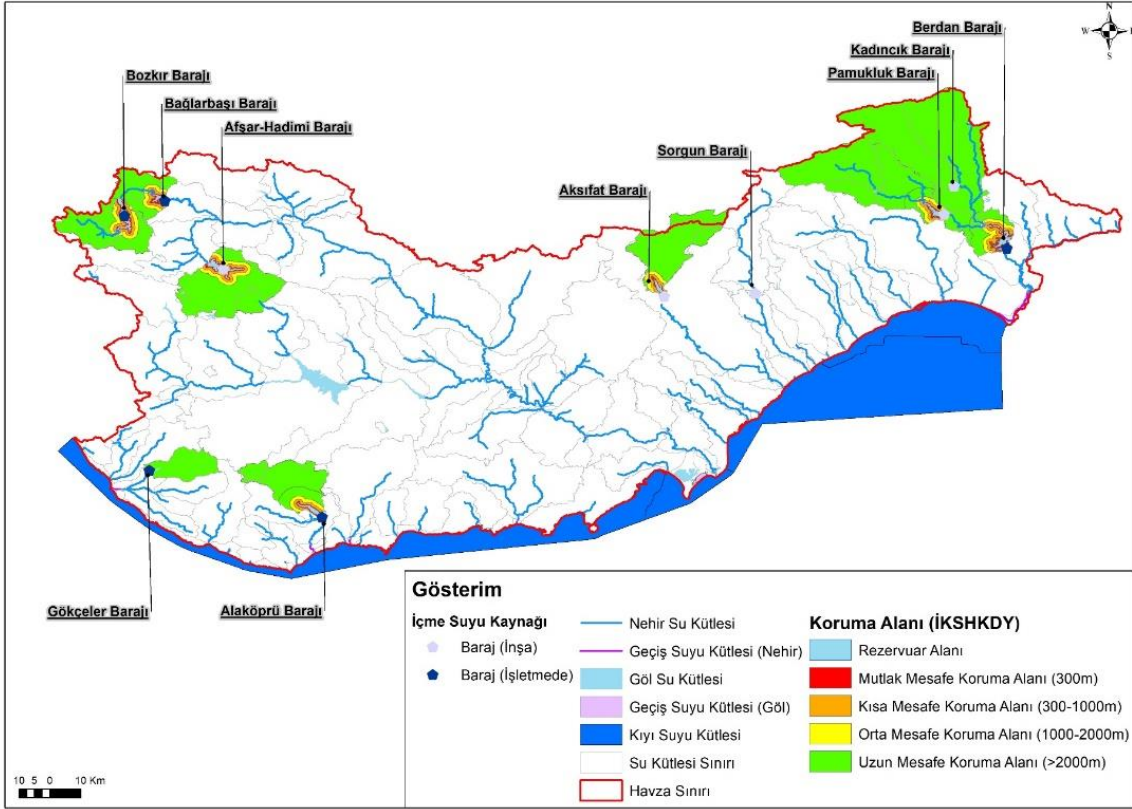 N
W
E
S
Berdan Barajı
Kadıncık Barajı
Pamukluk Barajı
Bozkır Barajı
Bağlarbaşı Barajı
Afşar-Hadimi Barajı
Sorgun Barajı
Aksıfat Barajı
Gökçeler Barajı
Alaköprü Barajı
Gösterim
İçme Suyu Kaynağı
Baraj (İnşa)
Baraj (İşletmede)
Nehir Su Kütlesi
Geçiş Suyu Kütlesi (Nehir)
Göl Su Kütlesi
Geçiş Suyu Kütlesi (Göl)
Kıyı Suyu Kütlesi
Su Kütlesi Sınırı
Havza Sınırı
Koruma Alanı (İKSHKDY)
Rezervuar Alanı
Mutlak Mesafe Koruma Alanı (300m)
Kısa Mesafe Koruma Alanı (300-1000m)
Orta Mesafe Koruma Alanı (1000-2000m)
Uzun Mesafe Koruma Alanı (>2000m)
10 5 0 10 Km